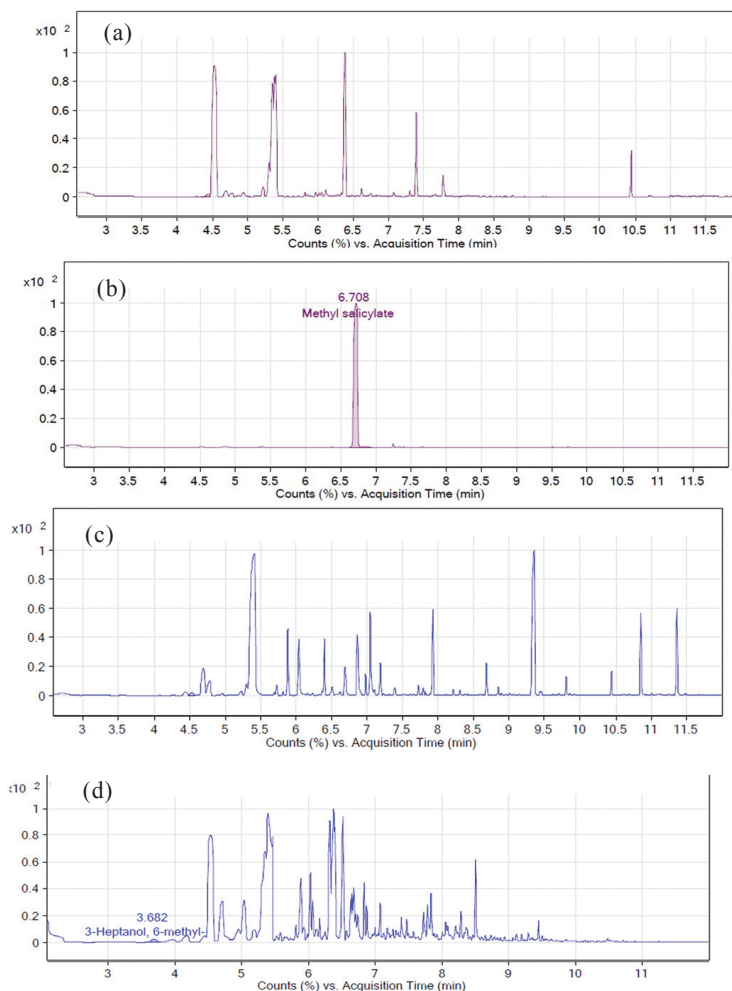 x10 2
(a)
1
0.8
0.6
0.4
0.2
0
3 3.5 4 4.5 5 5.5 6 6.5 7 7.5 8 8.5 9 9.5 10 10.5 11 11.5
Counts (%) vs. Acquisition Time (min)
x10 2
(b)
6.708
1
Methyl salicylate
0.8
0.6
0.4
0.2
0
3 3.5 4 4.5 5 5.5 6 6.5 7 7.5 8 8.5 9 9.5 10 10.5 11 11.5
Counts (%) vs. Acquisition Time (min)
x10 2
(c)
1
0.8
0.6
0.4
0.2
0
3 3.5 4 4.5 5 5.5 6 6.5 7 7.5 8 8.5 9 9.5 10 10.5 11 11.5
Counts (%) vs. Acquisition Time (min)
:10 2
(d)
1
0.8
0.6
0.4
0.2
3.682
3-Heptanol, 6-methyl-
0
3 4 5 6 7 8 9 10 11
Counts (%) vs. Acquisition Time (min)